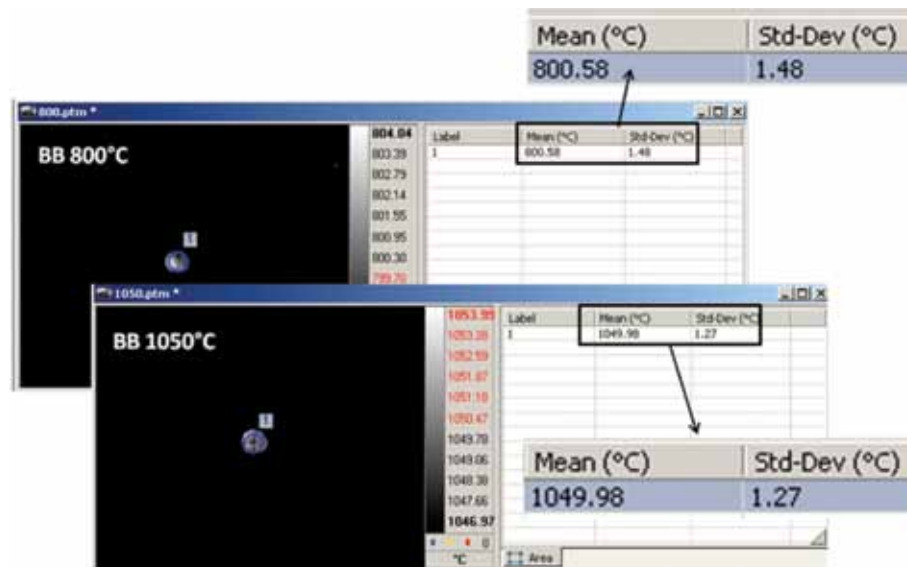 Mean (°C) Std-Dev (°C)
800.58 1.48
800.ptm *
BB 800°C
804.04
803.39
802.79
802.14
801.55
800.95
800.30
799.70
Label Mean (°C) Std-Dev (°C)
1 800.58 1.48
1
1050.ptm *
BB 1050°C
1053.95
1053.28
1052.59
1051.87
1051.18
1050.47
1049.78
1049.06
1048.38
1047.66
1046.97
0
°C
Label Mean (°C) Std-Dev (°C)
1 1049.98 1.27
1
Area
Mean (°C) Std-Dev (°C)
1049.98 1.27